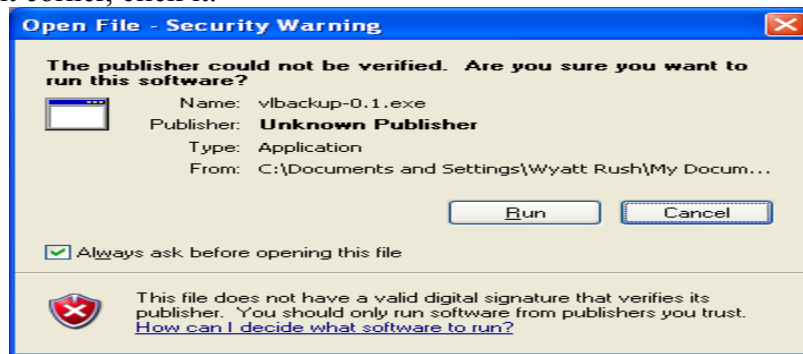 corner, click it.
Open File - Security Warning
The publisher could not be verified.  Are you sure you want to
run this software?
Name: vlbackup-0.1.exe
Publisher: Unknown Publisher
Type: Application
From: C:\Documents and Settings\Wyatt Rush\My Docum...
Run Cancel
Always ask before opening this file
This file does not have a valid digital signature that verifies its
publisher.  You should only run software from publishers you trust.
How can I decide what software to run?